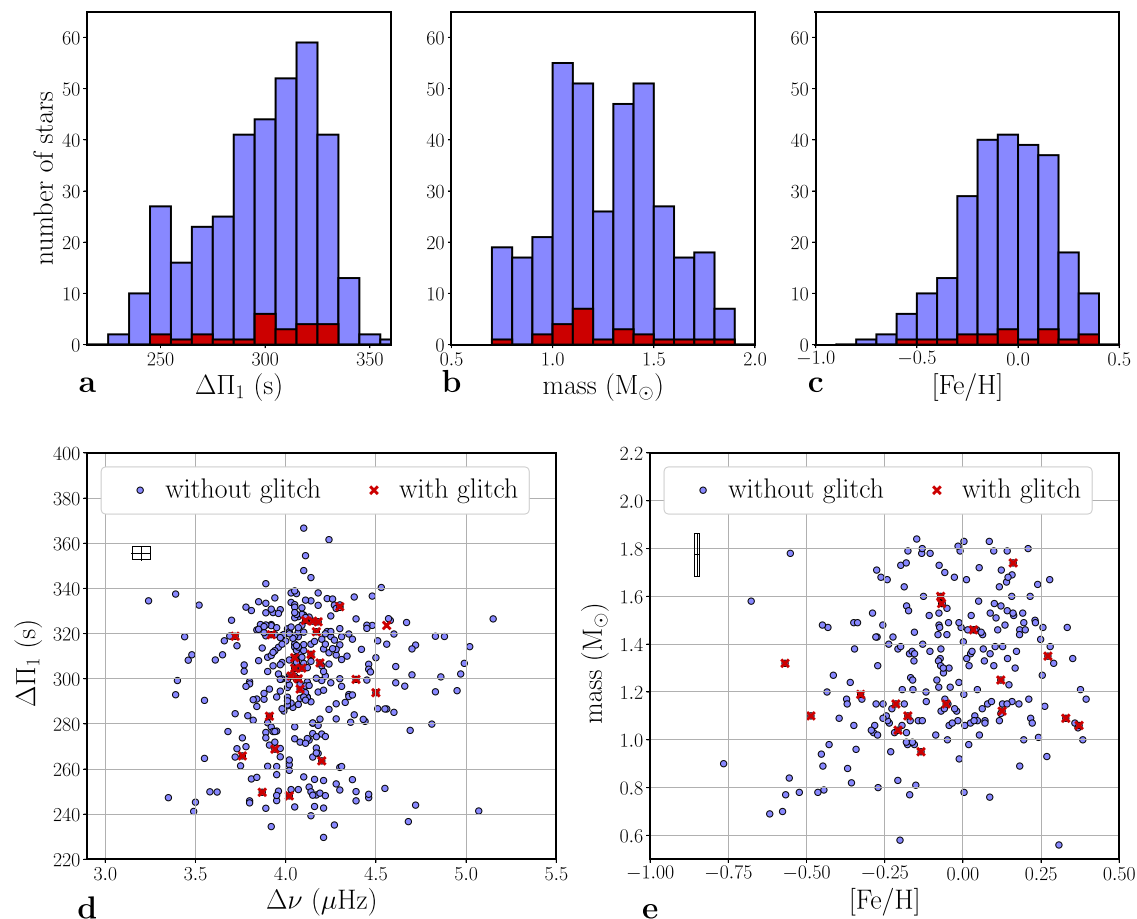 60
50
40
30
20
10
0
number of stars
250 300 350
a ΔΠ₁ (s)
60
50
40
30
20
10
0
0.5 1.0 1.5 2.0
b mass (M☉)
60
50
40
30
20
10
0
−1.0 −0.5 0.0 0.5
c [Fe/H]
400
380
360
340
320
300
280
260
240
220
ΔΠ₁ (s)
without glitch with glitch
3.0 3.5 4.0 4.5 5.0 5.5
d Δν (μHz)
2.2
2.0
1.8
1.6
1.4
1.2
1.0
0.8
0.6
mass (M☉)
without glitch with glitch
−1.00 −0.75 −0.50 −0.25 0.00 0.25 0.50
e [Fe/H]